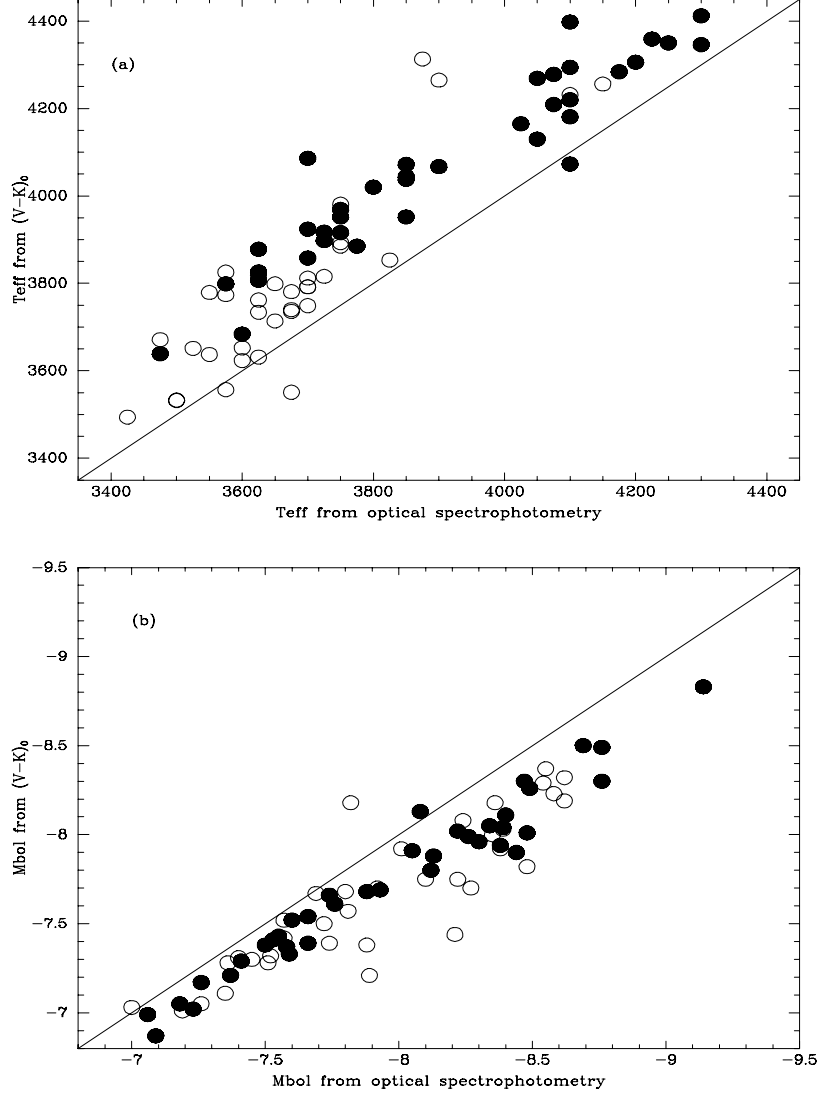 4400
(a)
4200
4000
3800
3600
3400
Teff from (V−K)₀
3400 3600 3800 4000 4200 4400
Teff from optical spectrophotometry
−9.5
(b)
−9
−8.5
−8
−7.5
−7
Mbol from (V−K)₀
−7 −7.5 −8 −8.5 −9 −9.5
Mbol from optical spectrophotometry